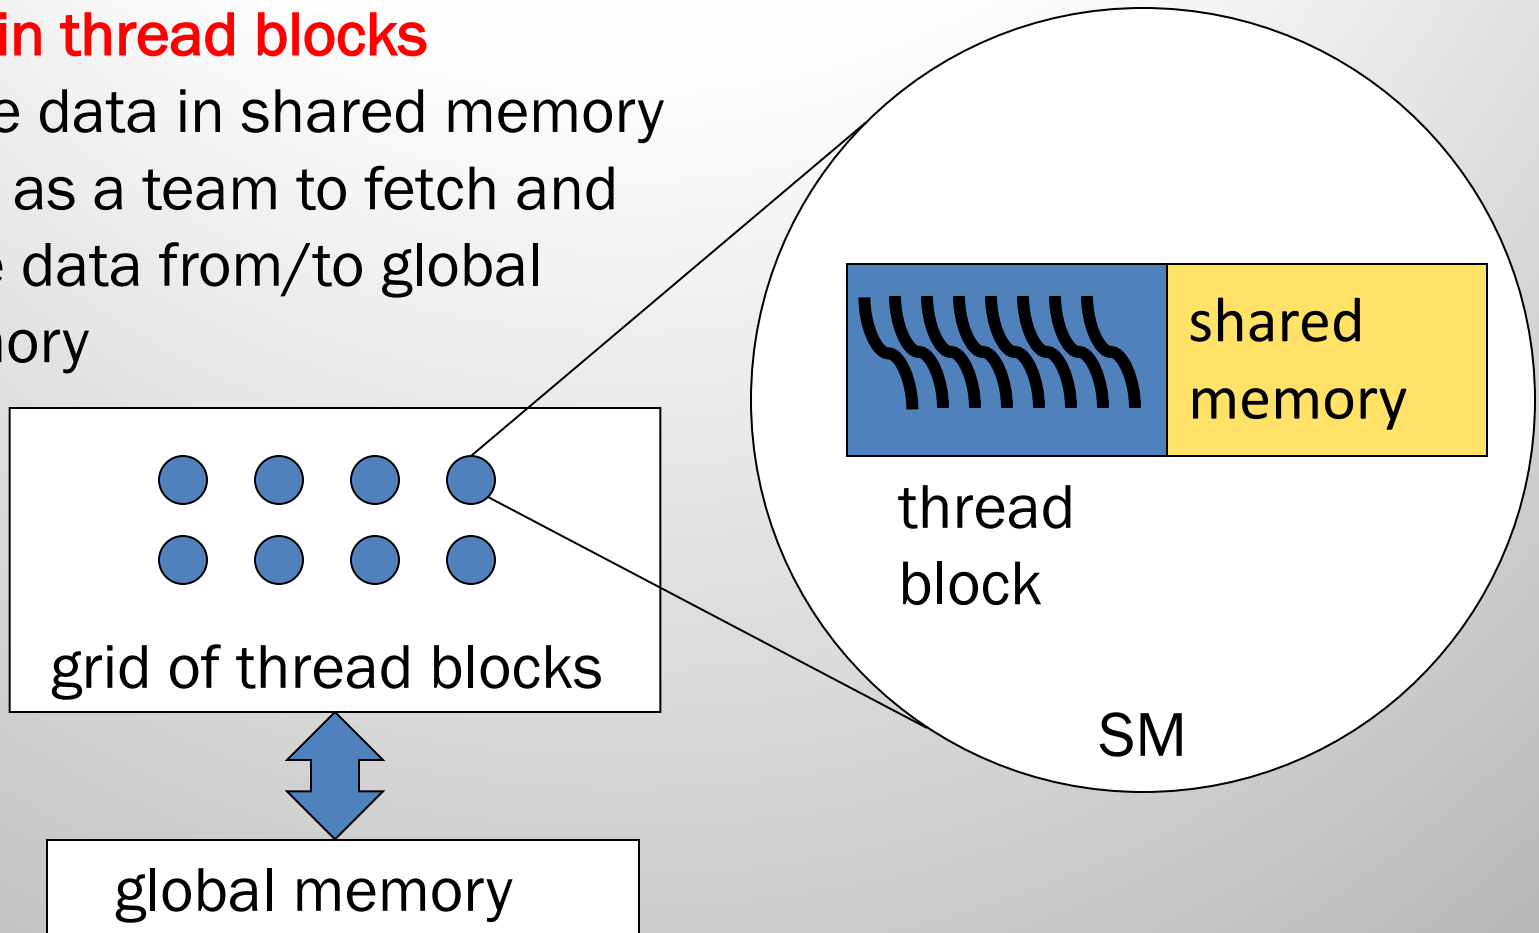 in thread blocks
e data in shared memory
as a team to fetch and
e data from/to global
ory
shared
memory
thread
block
grid of thread blocks
SM
global memory